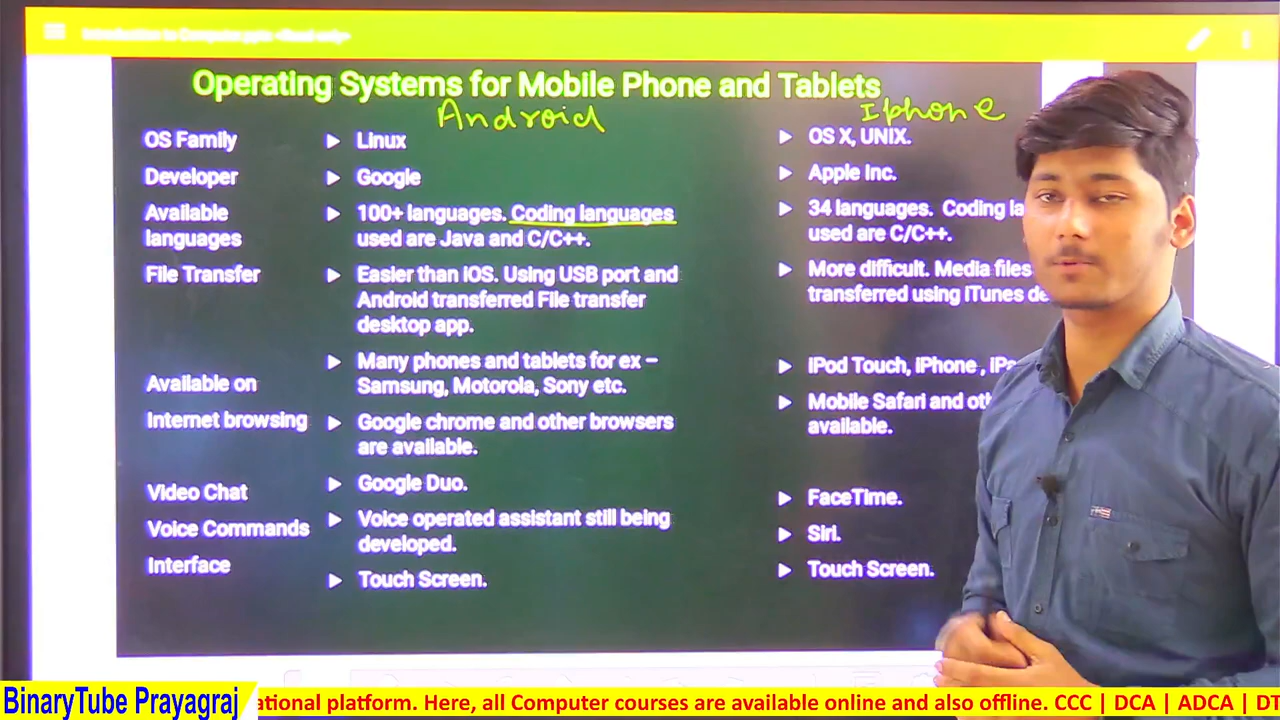 Introduction to Computer.pptx <Read-only>
Operating Systems for Mobile Phone and Tablets
Android
Iphone
OS Family
Linux
OS X, UNIX.
Developer
Google
Apple Inc.
Available
languages
100+ languages. Coding languages
used are Java and C/C++.
34 languages. Coding la
used are C/C++.
File Transfer
Easier than iOS. Using USB port and
Android transferred File transfer
desktop app.
More difficult. Media files
transferred using iTunes de
Available on
Many phones and tablets for ex –
Samsung, Motorola, Sony etc.
iPod Touch, iPhone , iPa
Internet browsing
Google chrome and other browsers
are available.
Mobile Safari and oth
available.
Video Chat
Google Duo.
FaceTime.
Voice Commands
Voice operated assistant still being
developed.
Siri.
Interface
Touch Screen.
Touch Screen.
BinaryTube Prayagraj
ational platform. Here, all Computer courses are available online and also offline. CCC | DCA | ADCA | DT